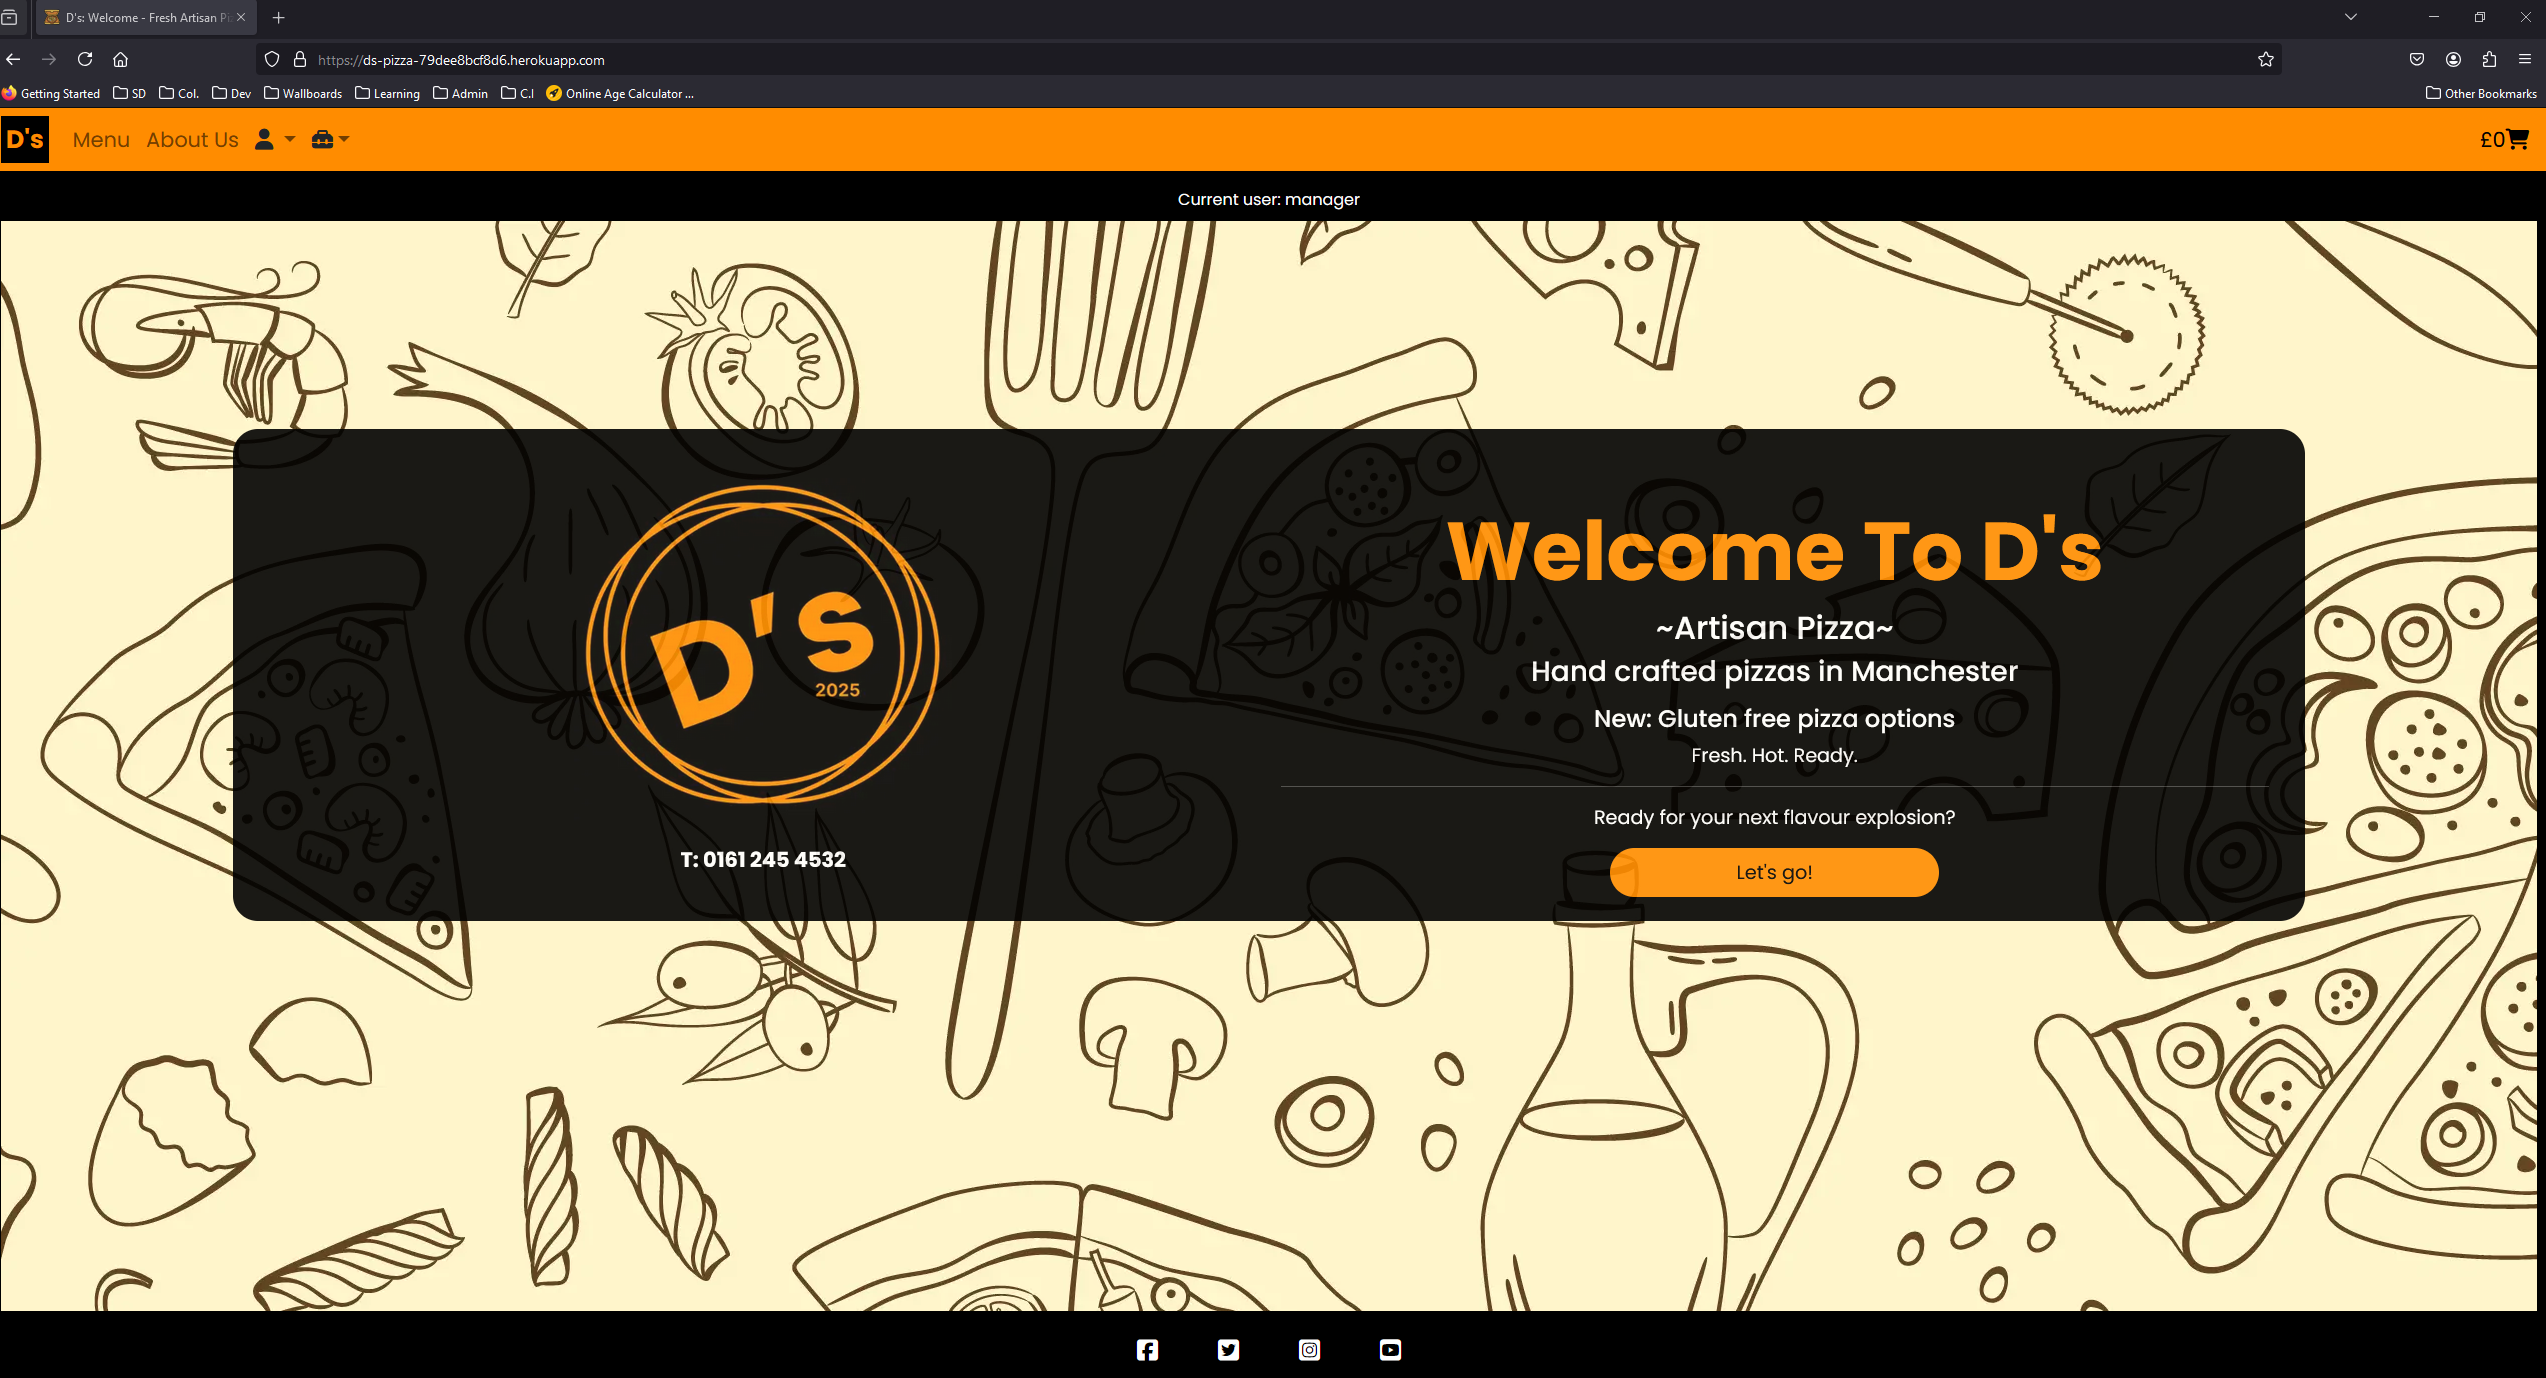 D's: Welcome - Fresh Artisan Pi
https://ds-pizza-79dee8bcf8d6.herokuapp.com
Getting Started SD Col. Dev Wallboards Learning Admin C.I Online Age Calculator ... Other Bookmarks
D's Menu About Us £0
Current user: manager
D's
2025
T: 0161 245 4532
Welcome To D's
~Artisan Pizza~
Hand crafted pizzas in Manchester
New: Gluten free pizza options
Fresh. Hot. Ready.
Ready for your next flavour explosion?
Let's go!